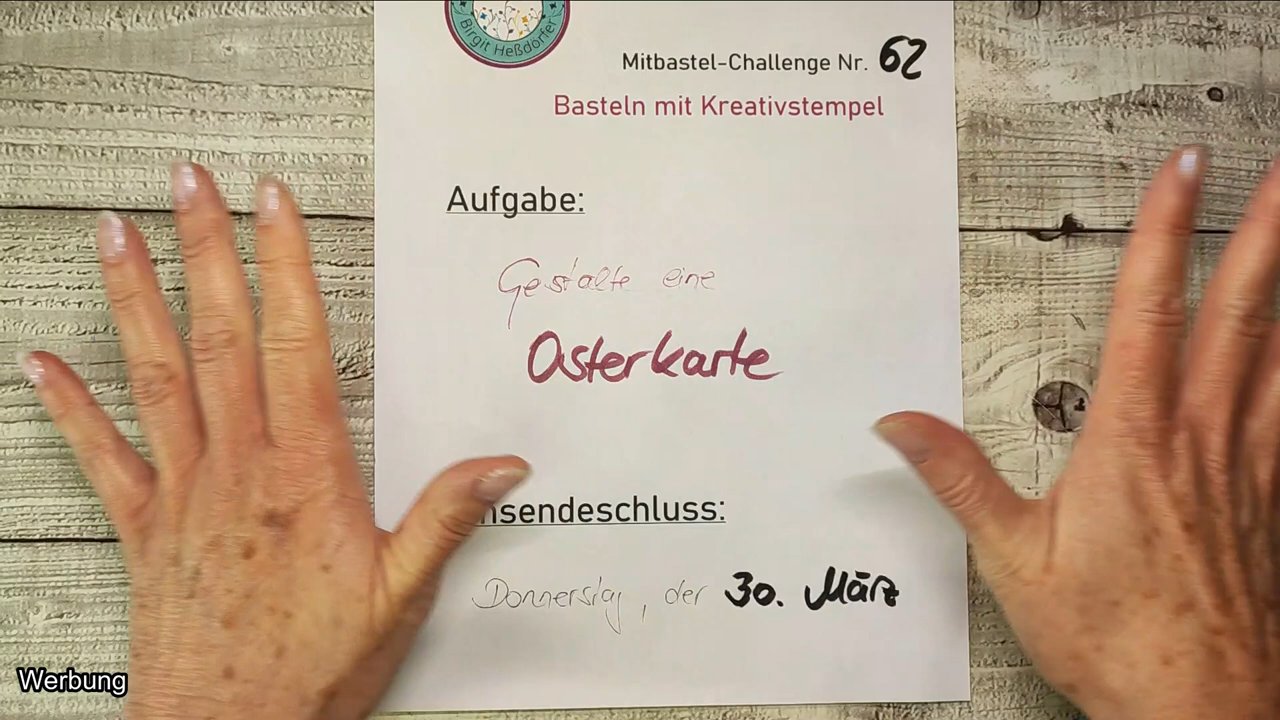 Birgit Heßdörfer
Mitbastel-Challenge Nr. 62
Basteln mit Kreativstempel
Aufgabe:
Gestalte eine
Osterkarte
nsendeschluss:
Donnerstag, der 30. März
Werbung